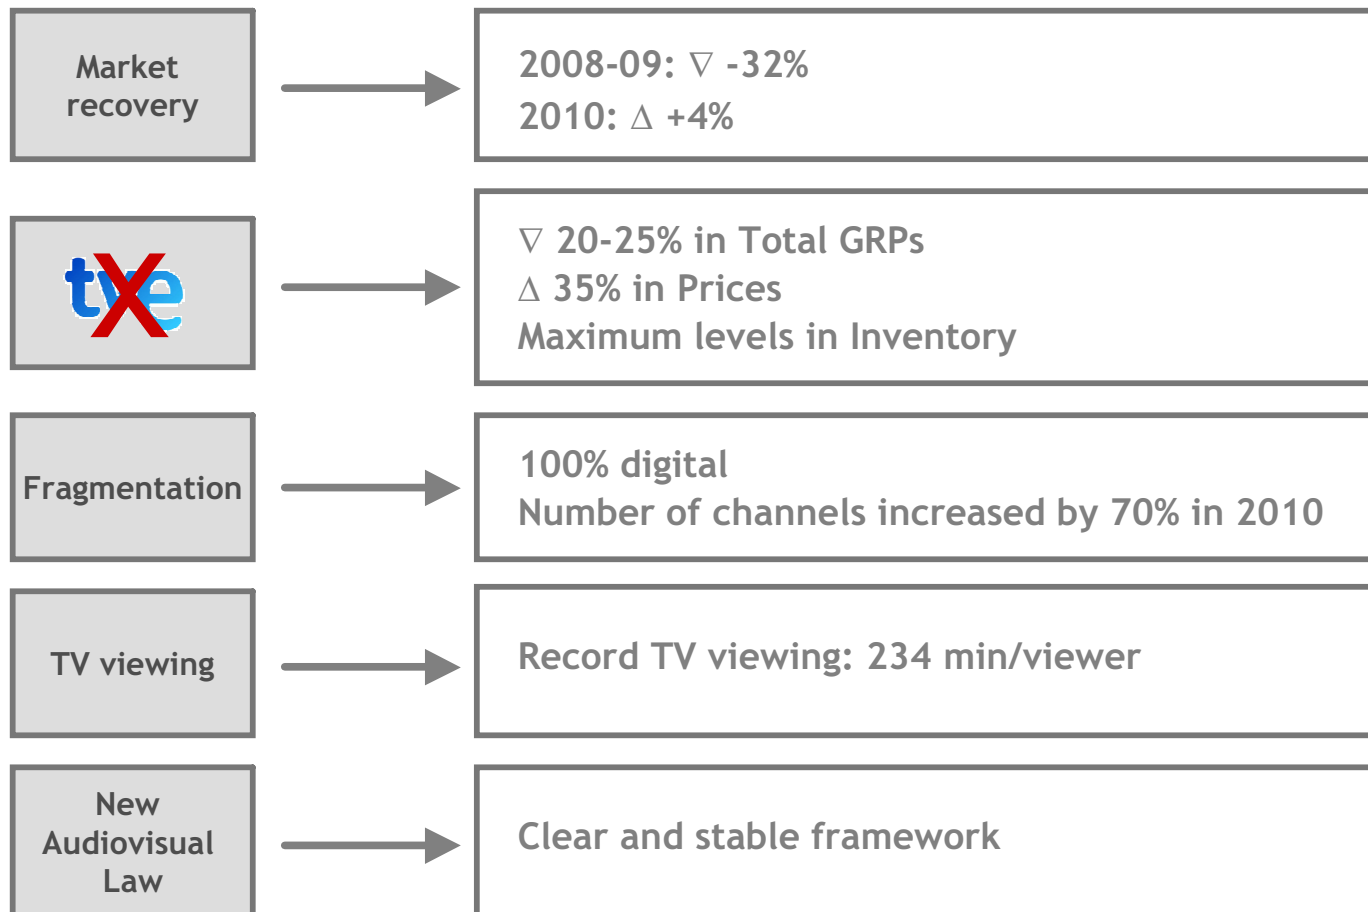 Market
recovery
2008-09: ∇ -32%
2010: Δ +4%
tve
∇ 20-25% in Total GRPs
Δ 35% in Prices
Maximum levels in Inventory
Fragmentation
100% digital
Number of channels increased by 70% in 2010
TV viewing
Record TV viewing: 234 min/viewer
New
Audiovisual
Law
Clear and stable framework